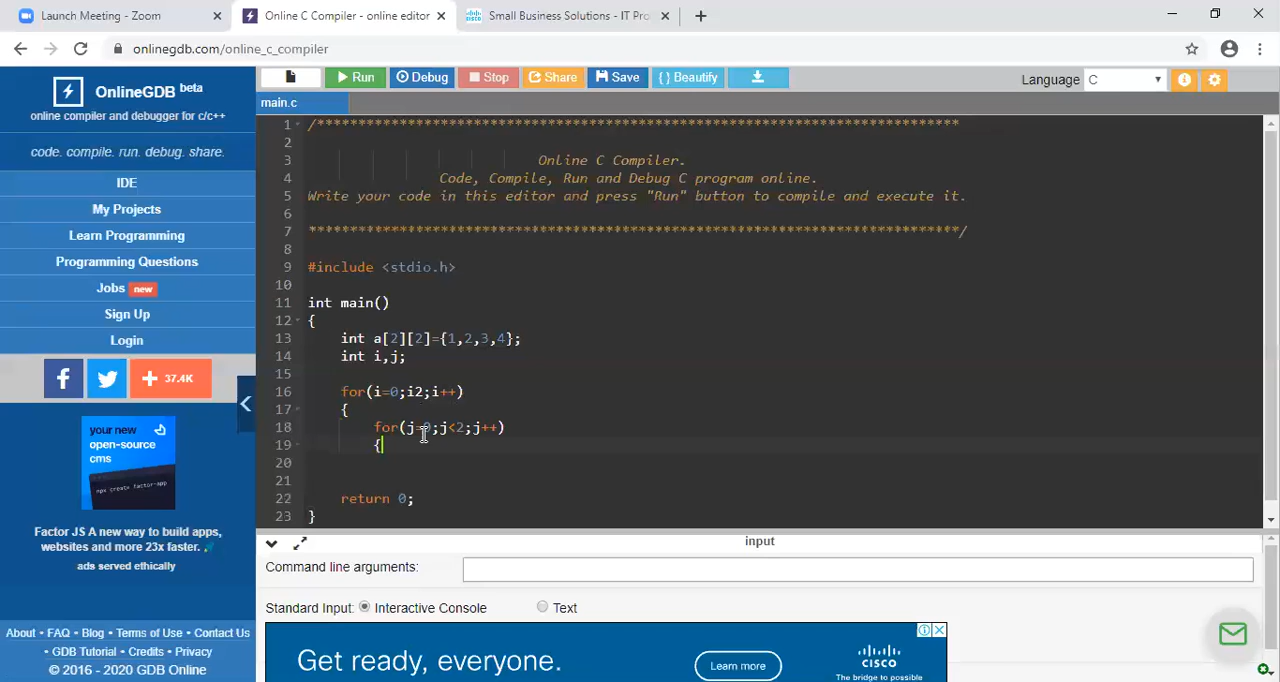 Launch Meeting - Zoom
Online C Compiler - online editor
Small Business Solutions - IT Pro
onlinegdb.com/online_c_compiler
OnlineGDB beta
online compiler and debugger for c/c++
code. compile. run. debug. share.
IDE
My Projects
Learn Programming
Programming Questions
Jobs new
Sign Up
Login
37.4K
your new
open-source
cms
npx create factor-app
Factor JS A new way to build apps,
websites and more 23x faster.
ads served ethically
About • FAQ • Blog • Terms of Use • Contact Us
• GDB Tutorial • Credits • Privacy
© 2016 - 2020 GDB Online
Run Debug Stop Share Save {} Beautify
Language C
main.c
1 /******************************************************************************
2
3 Online C Compiler.
4 Code, Compile, Run and Debug C program online.
5 Write your code in this editor and press "Run" button to compile and execute it.
6
7 *******************************************************************************/
8
9 #include <stdio.h>
10
11 int main()
12 {
13 int a[2][2]={1,2,3,4};
14 int i,j;
15
16 for(i=0;i2;i++)
17 {
18 for(j=0;j<2;j++)
19 {
20
21
22 return 0;
23 }
input
Command line arguments:
Standard Input: Interactive Console Text
Get ready, everyone.
Learn more
cisco
The bridge to possible